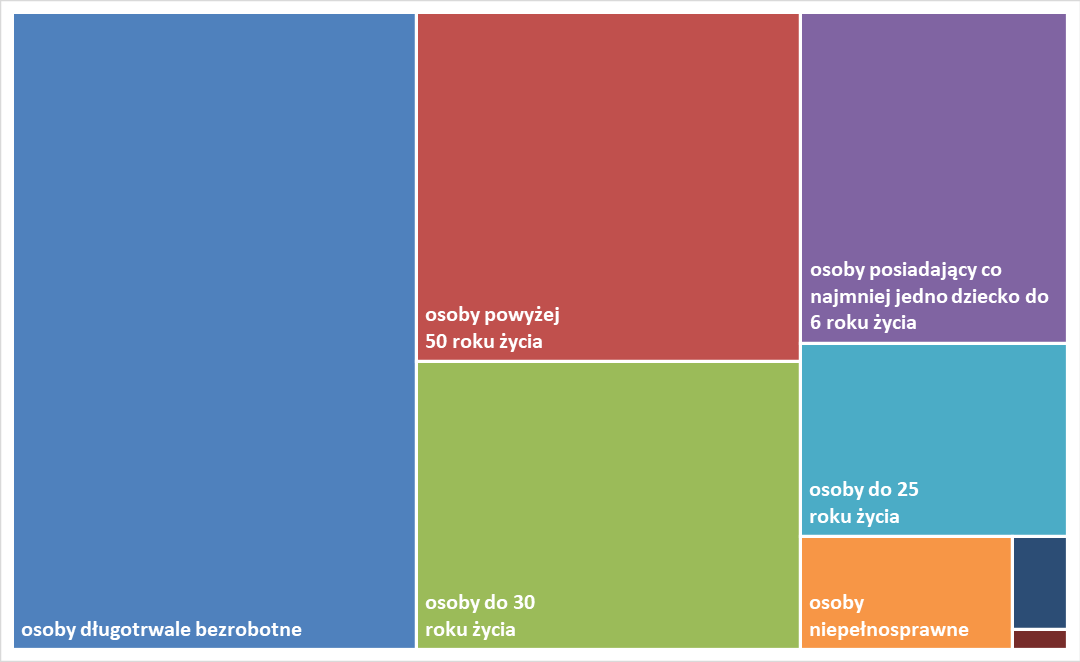 osoby długotrwale bezrobotne
osoby powyżej
50 roku życia
osoby do 30
roku życia
osoby posiadający co
najmniej jedno dziecko do
6 roku życia
osoby do 25
roku życia
osoby
niepełnosprawne